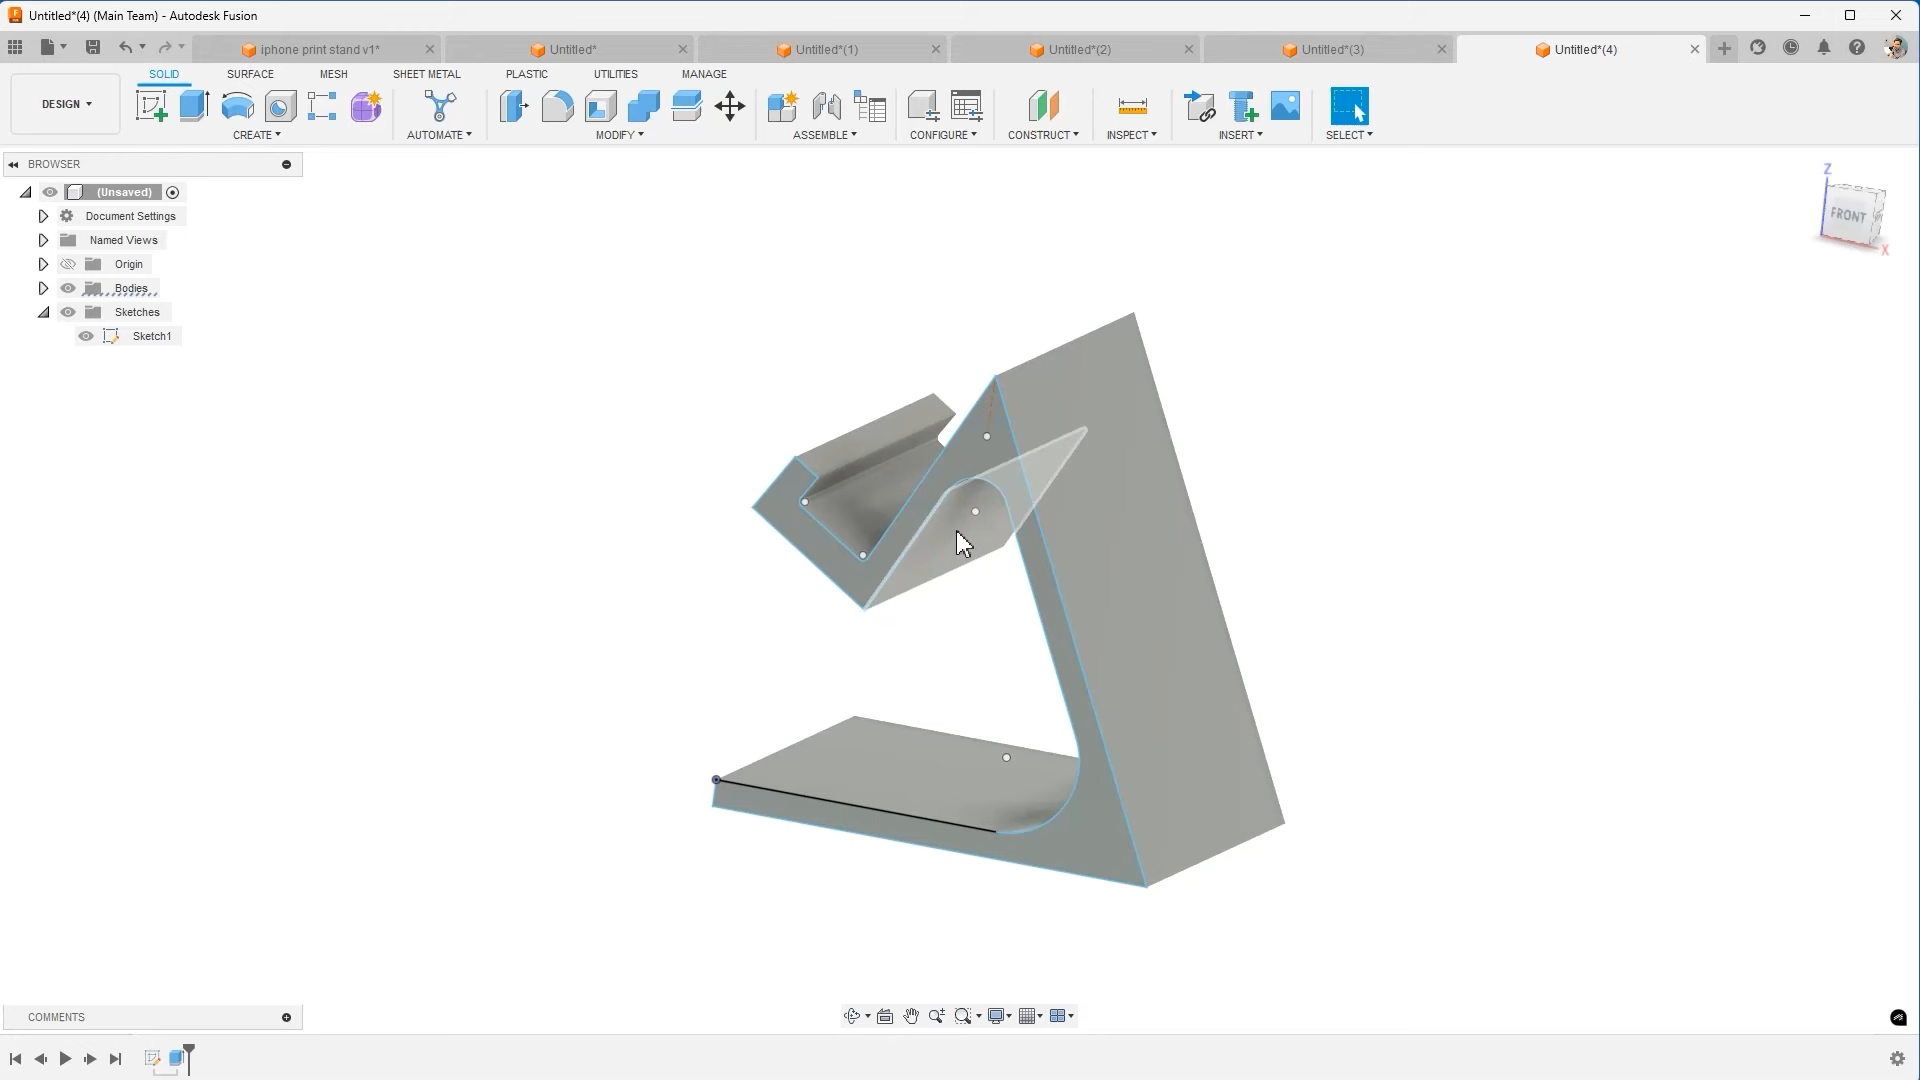 Untitled*(4) (Main Team) - Autodesk Fusion
iphone print stand v1*
Untitled*
Untitled*(1)
Untitled*(2)
Untitled*(3)
Untitled*(4)
DESIGN
SOLID
SURFACE
MESH
SHEET METAL
PLASTIC
UTILITIES
MANAGE
CREATE
AUTOMATE
MODIFY
ASSEMBLE
CONFIGURE
CONSTRUCT
INSPECT
INSERT
SELECT
BROWSER
(Unsaved)
Document Settings
Named Views
Origin
Bodies
Sketches
Sketch1
Z
FRONT
X
COMMENTS